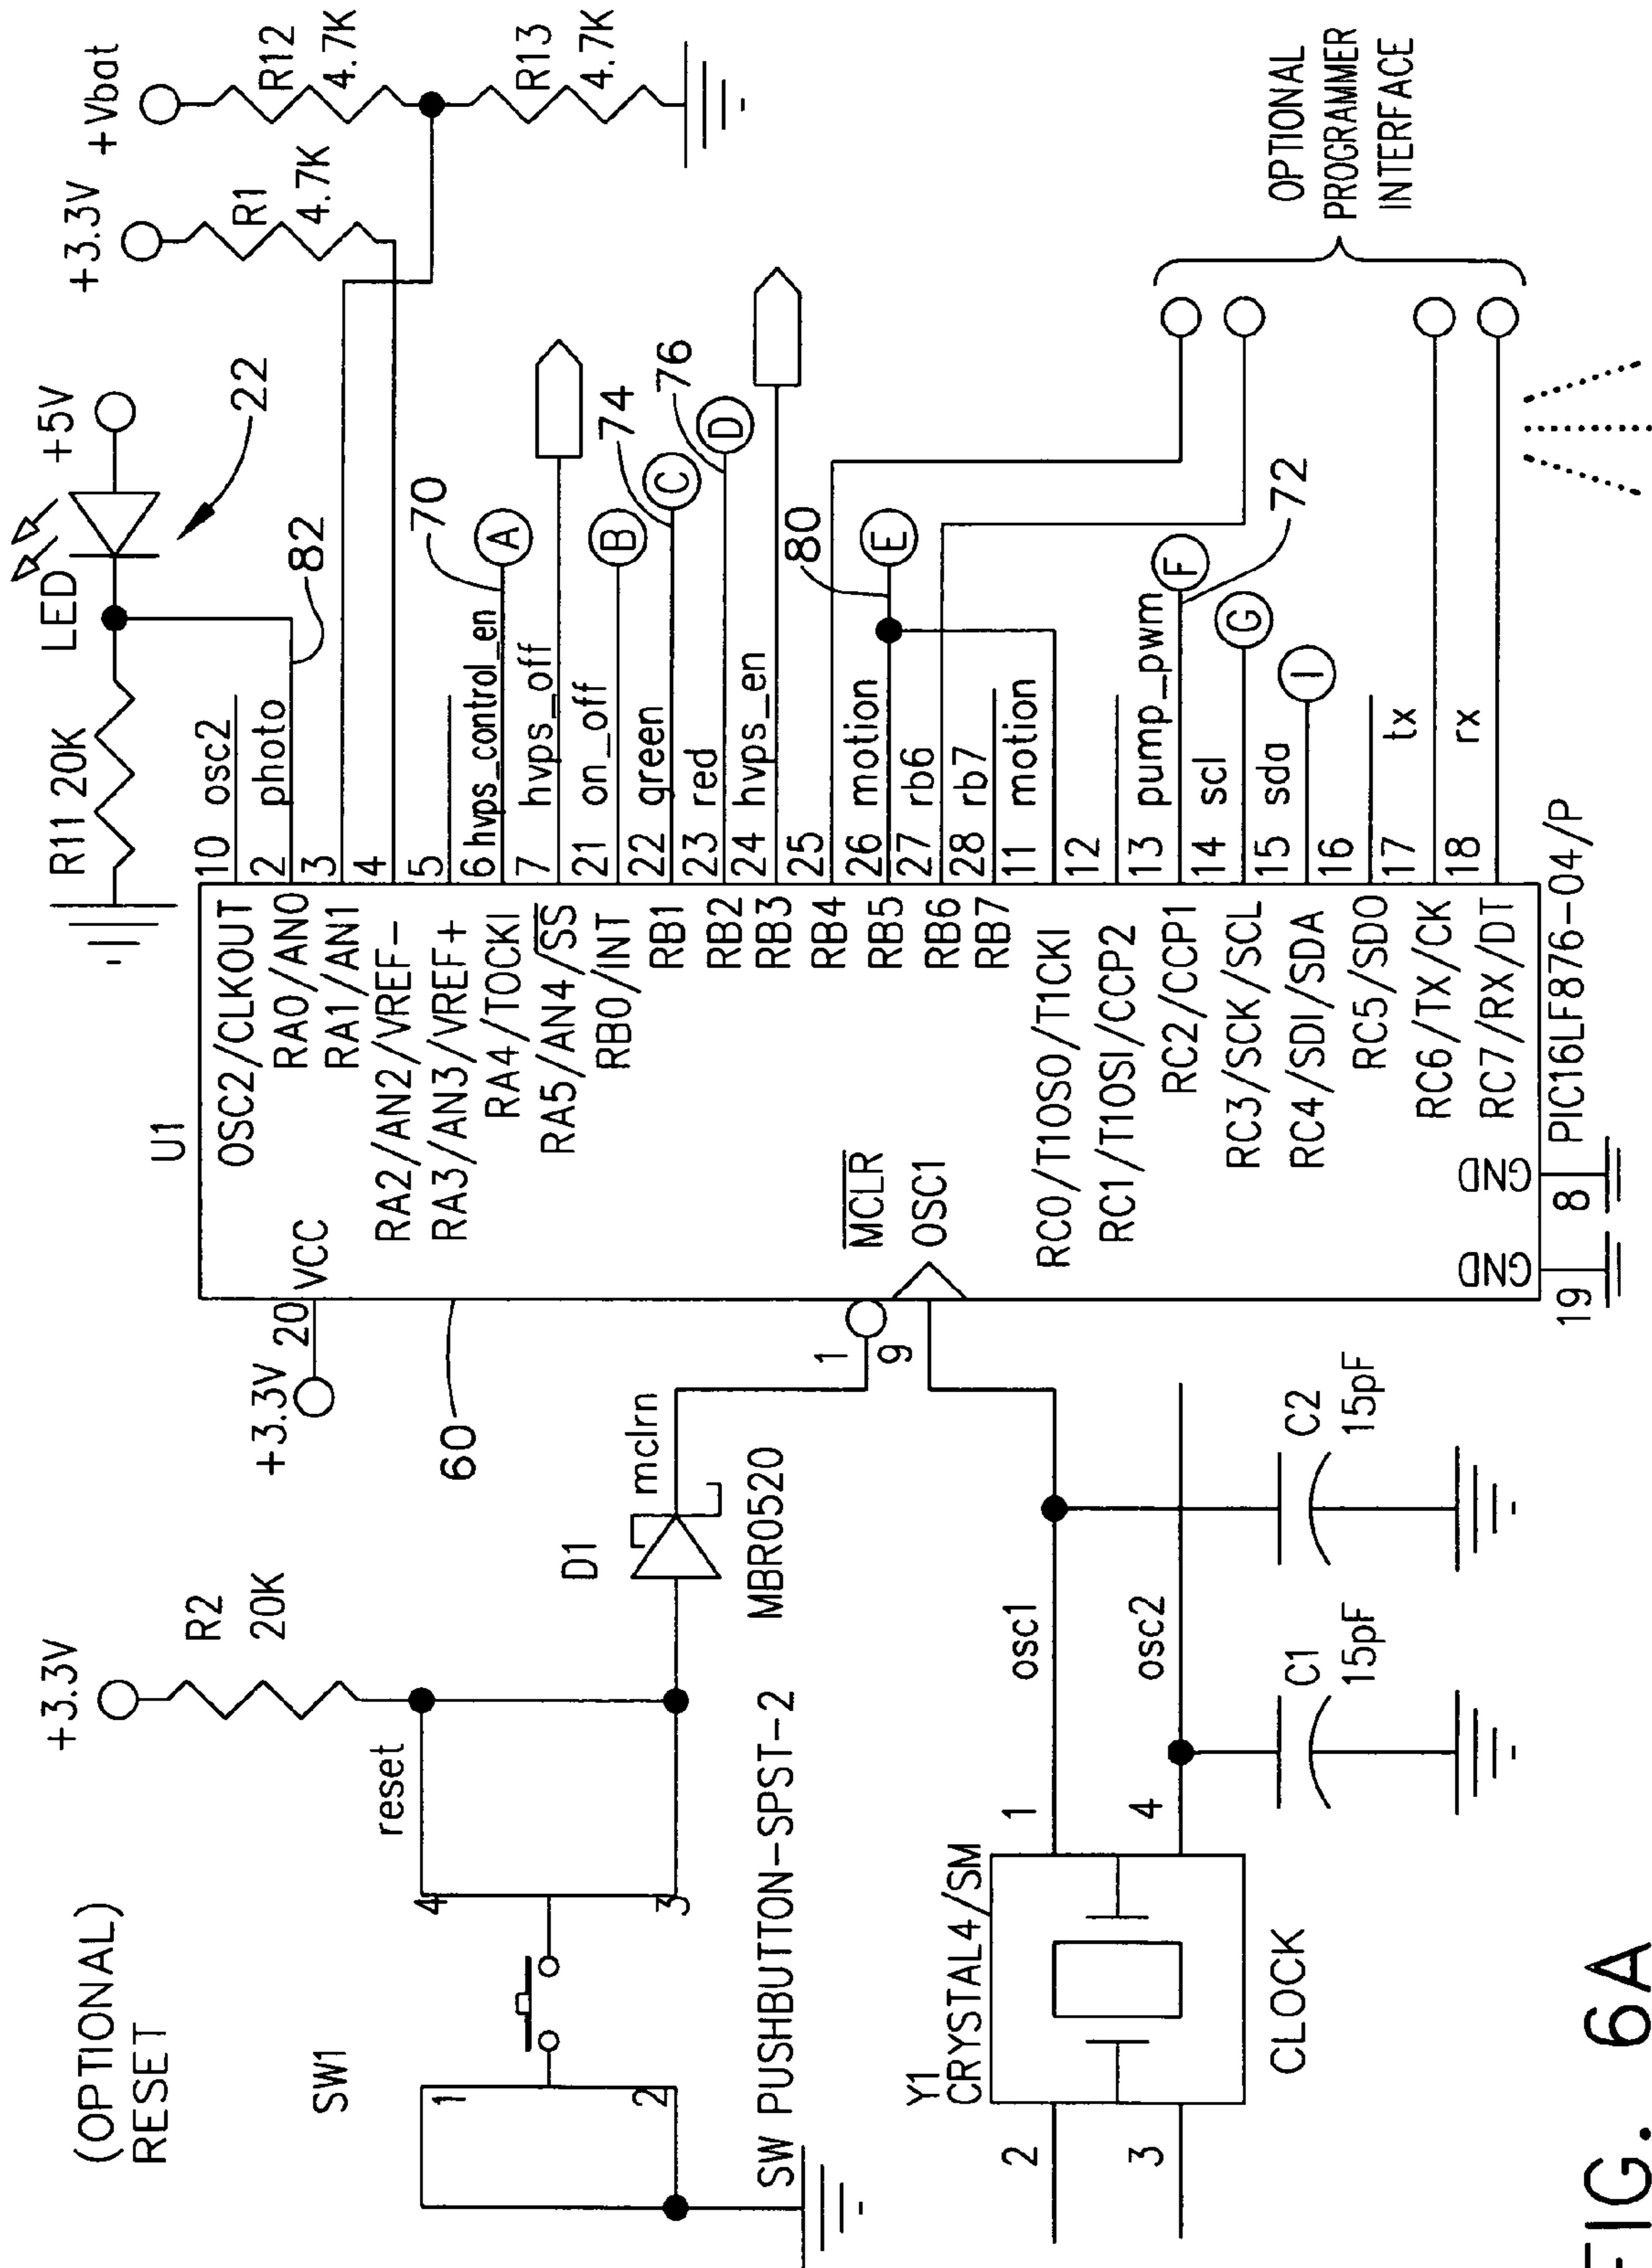 (OPTIONAL)
RESET
+3.3V
R2
20K
reset
SW1
1
2
4
3
SW PUSHBUTTON-SPST-2
D1
mclrn
MBR0520
Y1
CRYSTAL4/SM
CLOCK
2
3
1
4
osc1
osc2
C1
15pF
C2
15pF
+3.3V
20
VCC
60
1
9
MCLR
OSC1
U1
OSC2/CLKOUT
RA0/AN0
RA1/AN1
RA2/AN2/VREF-
RA3/AN3/VREF+
RA4/TOCKI
RA5/AN4/SS
RBO/INT
RB1
RB2
RB3
RB4
RB5
RB6
RB7
RCO/T1OSO/T1CKI
RC1/T1OSI/CCP2
RC2/CCP1
RC3/SCK/SCL
RC4/SDI/SDA
RC5/SDO
RC6/TX/CK
RC7/RX/DT
GND
GND
19
8
PIC16LF876-04/P
10 osc2
2 photo
3
4
5
6 hvps_control_en
7 hvps_off
21 on_off
22 green
23 red
24 hvps_en
25
26 motion
27 rb6
28 rb7
11 motion
12
13 pump_pwm
14 scl
15 sda
16
17 tx
18 rx
R11 20K
LED
+5V
22
82
+3.3V
R1
4.7K
+Vbat
R12
4.7K
R13
4.7K
70
A
B
74
C
76
D
80
E
F
72
G
I
OPTIONAL
PROGRAMER
INTERFACE
FIG. 6A